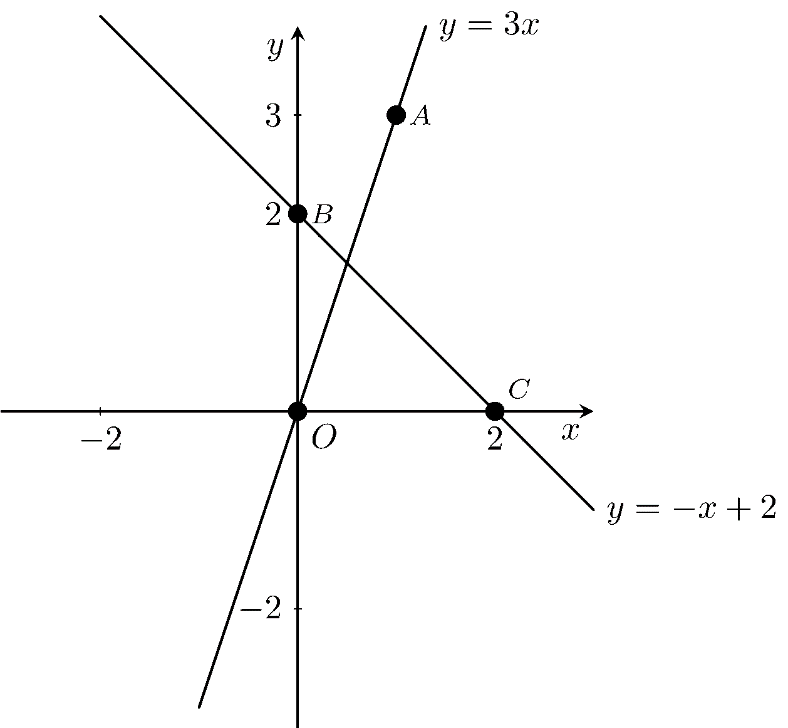 y = 3x
y
3 A
2 B
C
−2 O 2 x
y = −x + 2
−2